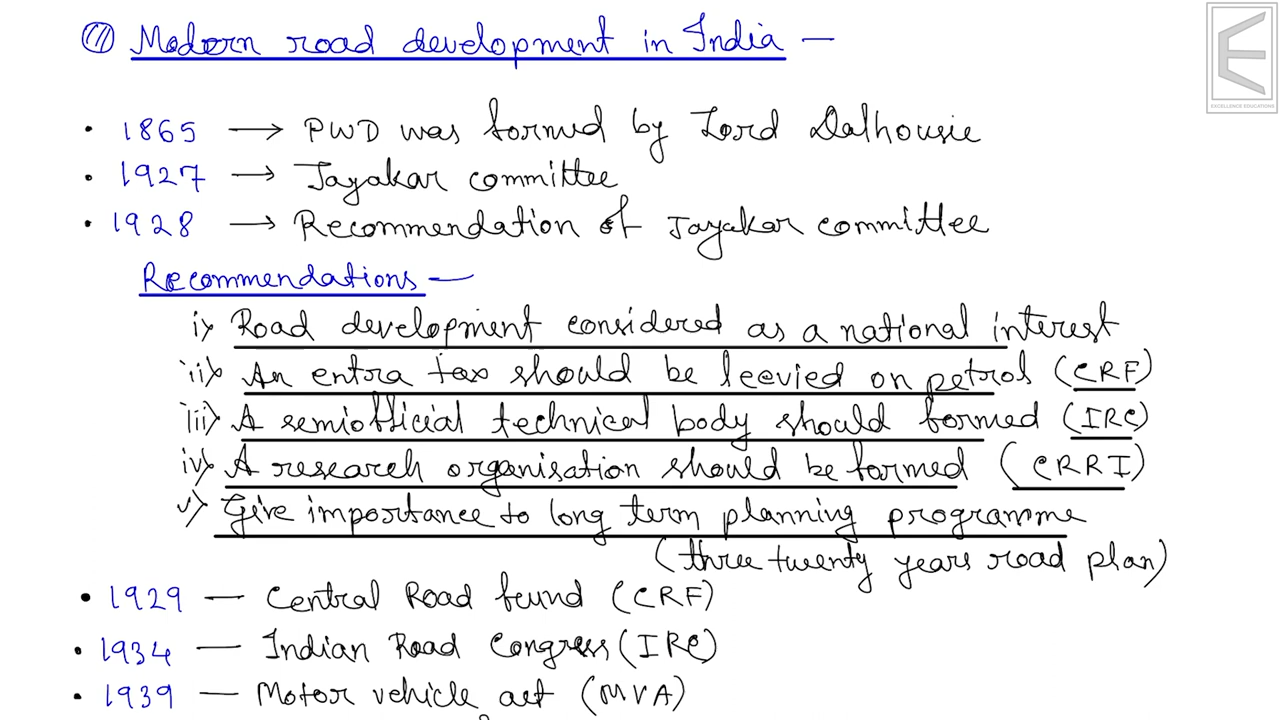 (1) Modern road development in India —
EXCELLENCE EDUCATIONS
• 1865 → PWD was formed by Lord Dalhousie
• 1927 → Jayakar committee
• 1928 → Recommendation of Jayakar committee
Recommendations —
i) Road development considered as a national interest
ii) An entra tax should be leevied on petrol (CRF)
iii) A semiofficial technical body should formed (IRC)
iv) A research organisation should be formed (CRRI)
v) Give importance to long term planning programme
(three twenty years road plan)
• 1929 — Central Road fund (CRF)
• 1934 — Indian Road Congress (IRC)
• 1939 — Motor vehicle act (MVA)